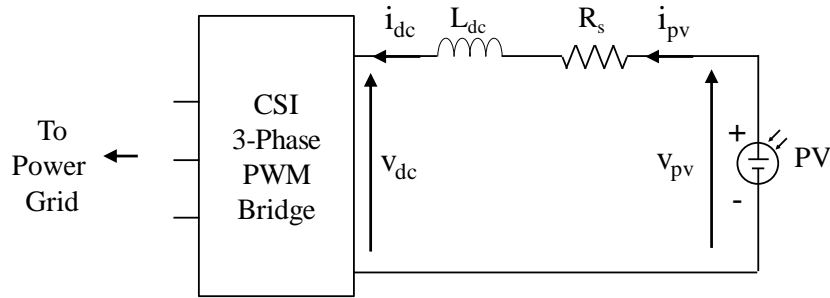 i_dc
L_dc
R_s
i_pv
CSI
3-Phase
PWM
Bridge
To
Power
Grid
v_dc
v_pv
+
-
PV